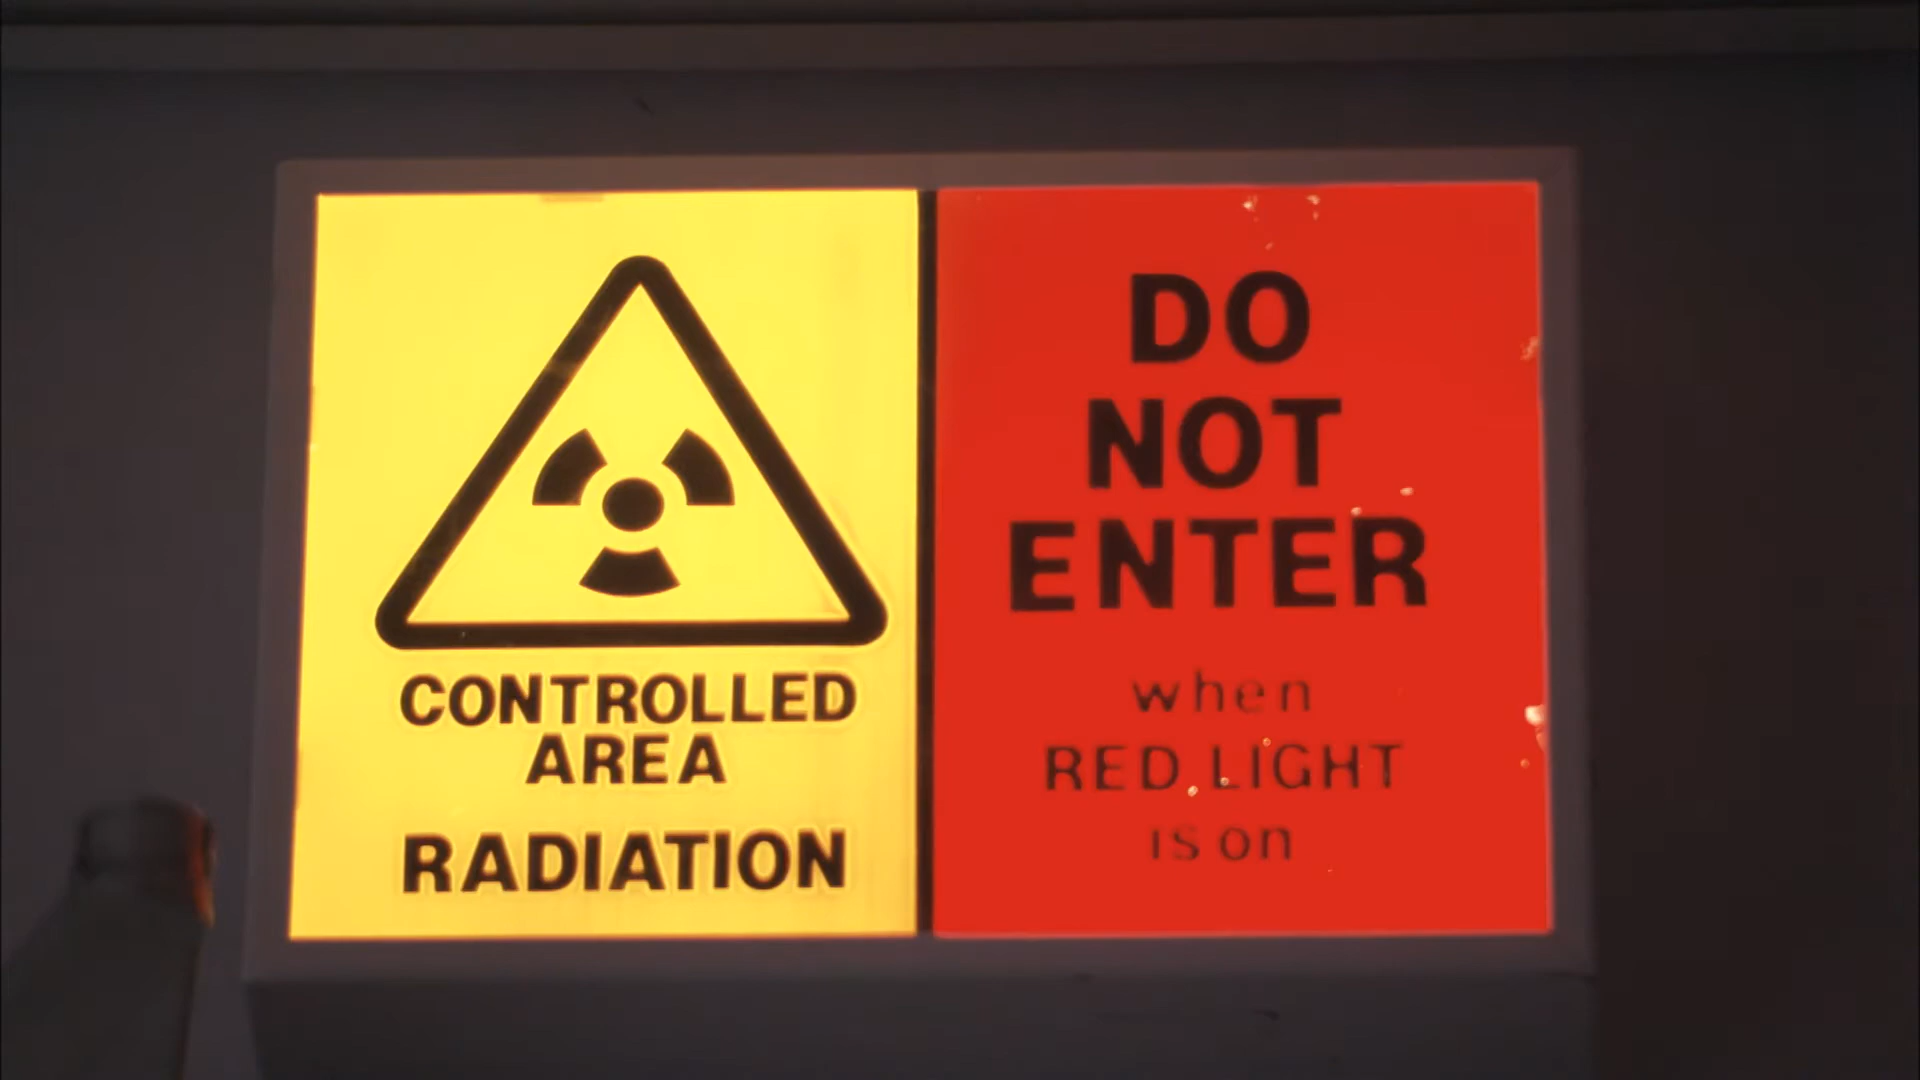 CONTROLLED
AREA
RADIATION
DO
NOT
ENTER
when
RED LIGHT
is on